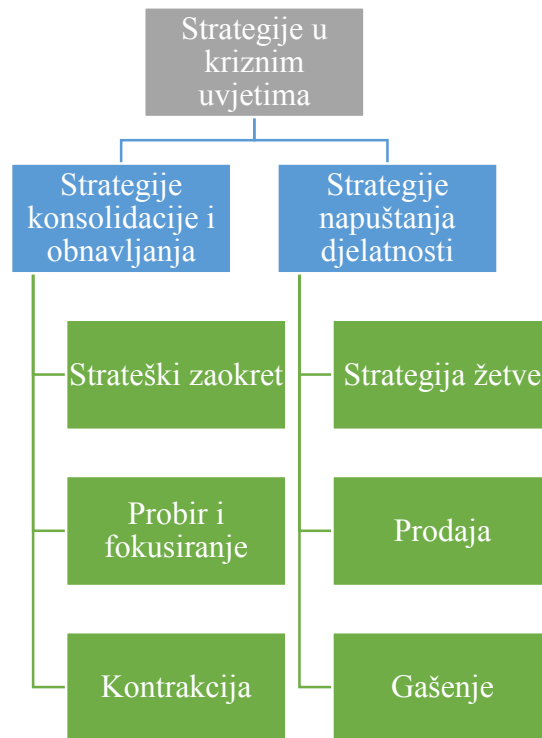 Strategije u
kriznim
uvjetima
Strategije
konsolidacije i
obnavljanja
Strategije
napuštanja
djelatnosti
Strateški zaokret
Strategija žetve
Probir i
fokusiranje
Prodaja
Kontrakcija
Gašenje